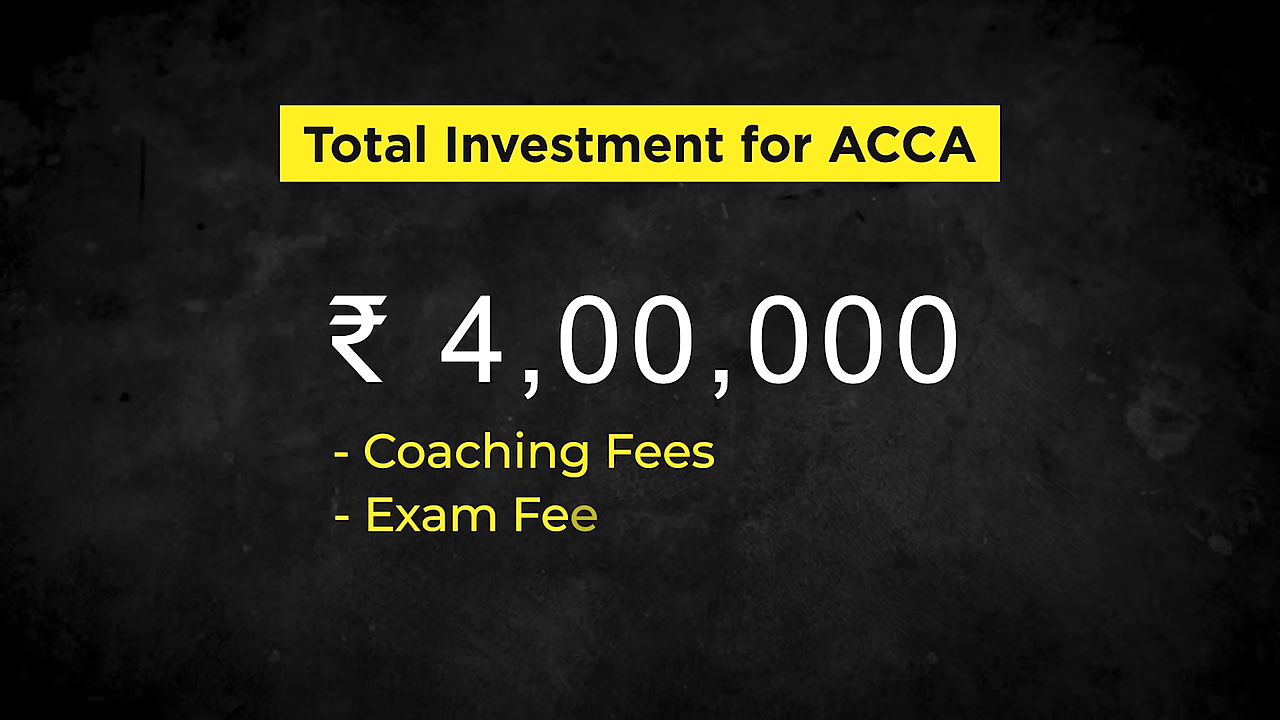 Total Investment for ACCA
₹ 4,00,000
- Coaching Fees
- Exam Fee